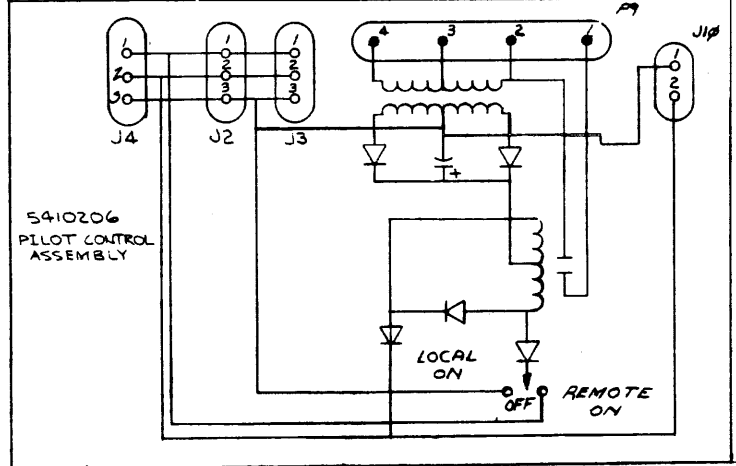 P9
4 3 2 1
J10
1
2
1 1 1
2 2 2
3 3 3
J4 J2 J3
+
5410206
PILOT CONTROL
ASSEMBLY
LOCAL
ON
OFF
REMOTE
ON